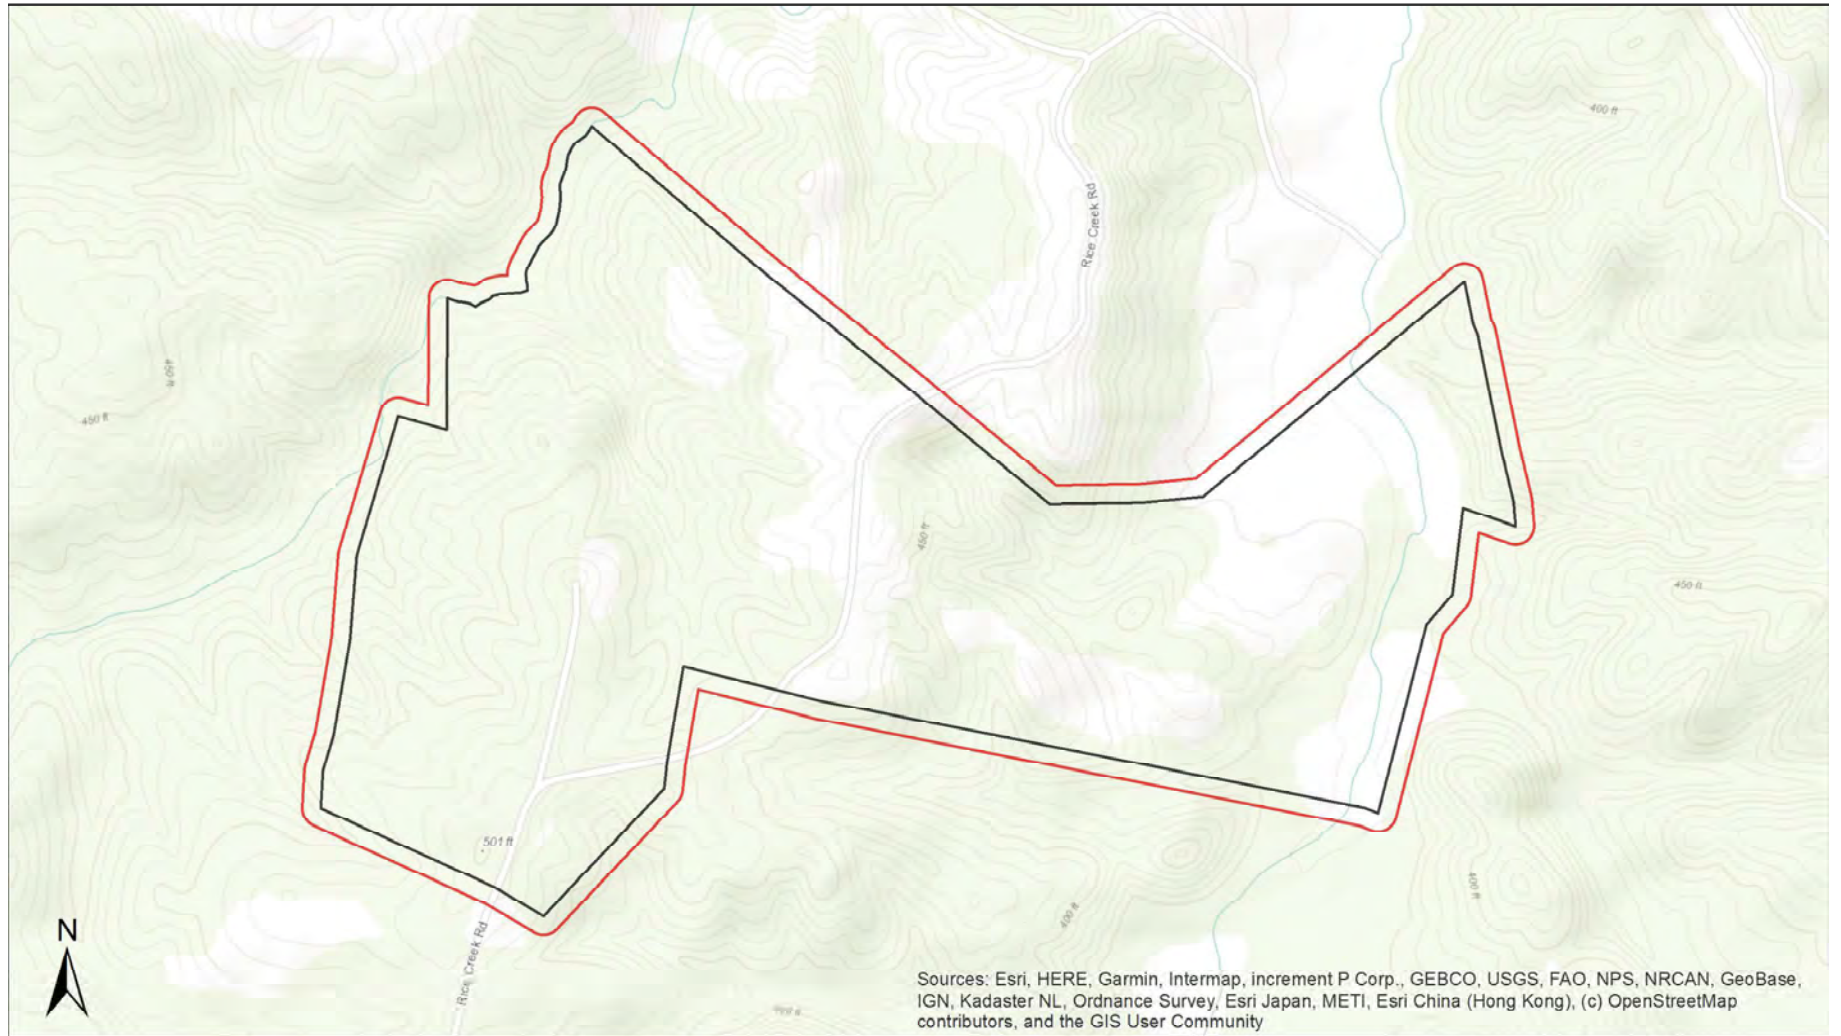 400 ft
Rice Creek Rd
450 ft
450 ft
450 ft
450 ft
501 ft
400 ft
400 ft
N
Rice Creek Rd
Sources: Esri, HERE, Garmin, Intermap, increment P Corp., GEBCO, USGS, FAO, NPS, NRCAN, GeoBase,
IGN, Kadaster NL, Ordnance Survey, Esri Japan, METI, Esri China (Hong Kong), (c) OpenStreetMap
contributors, and the GIS User Community